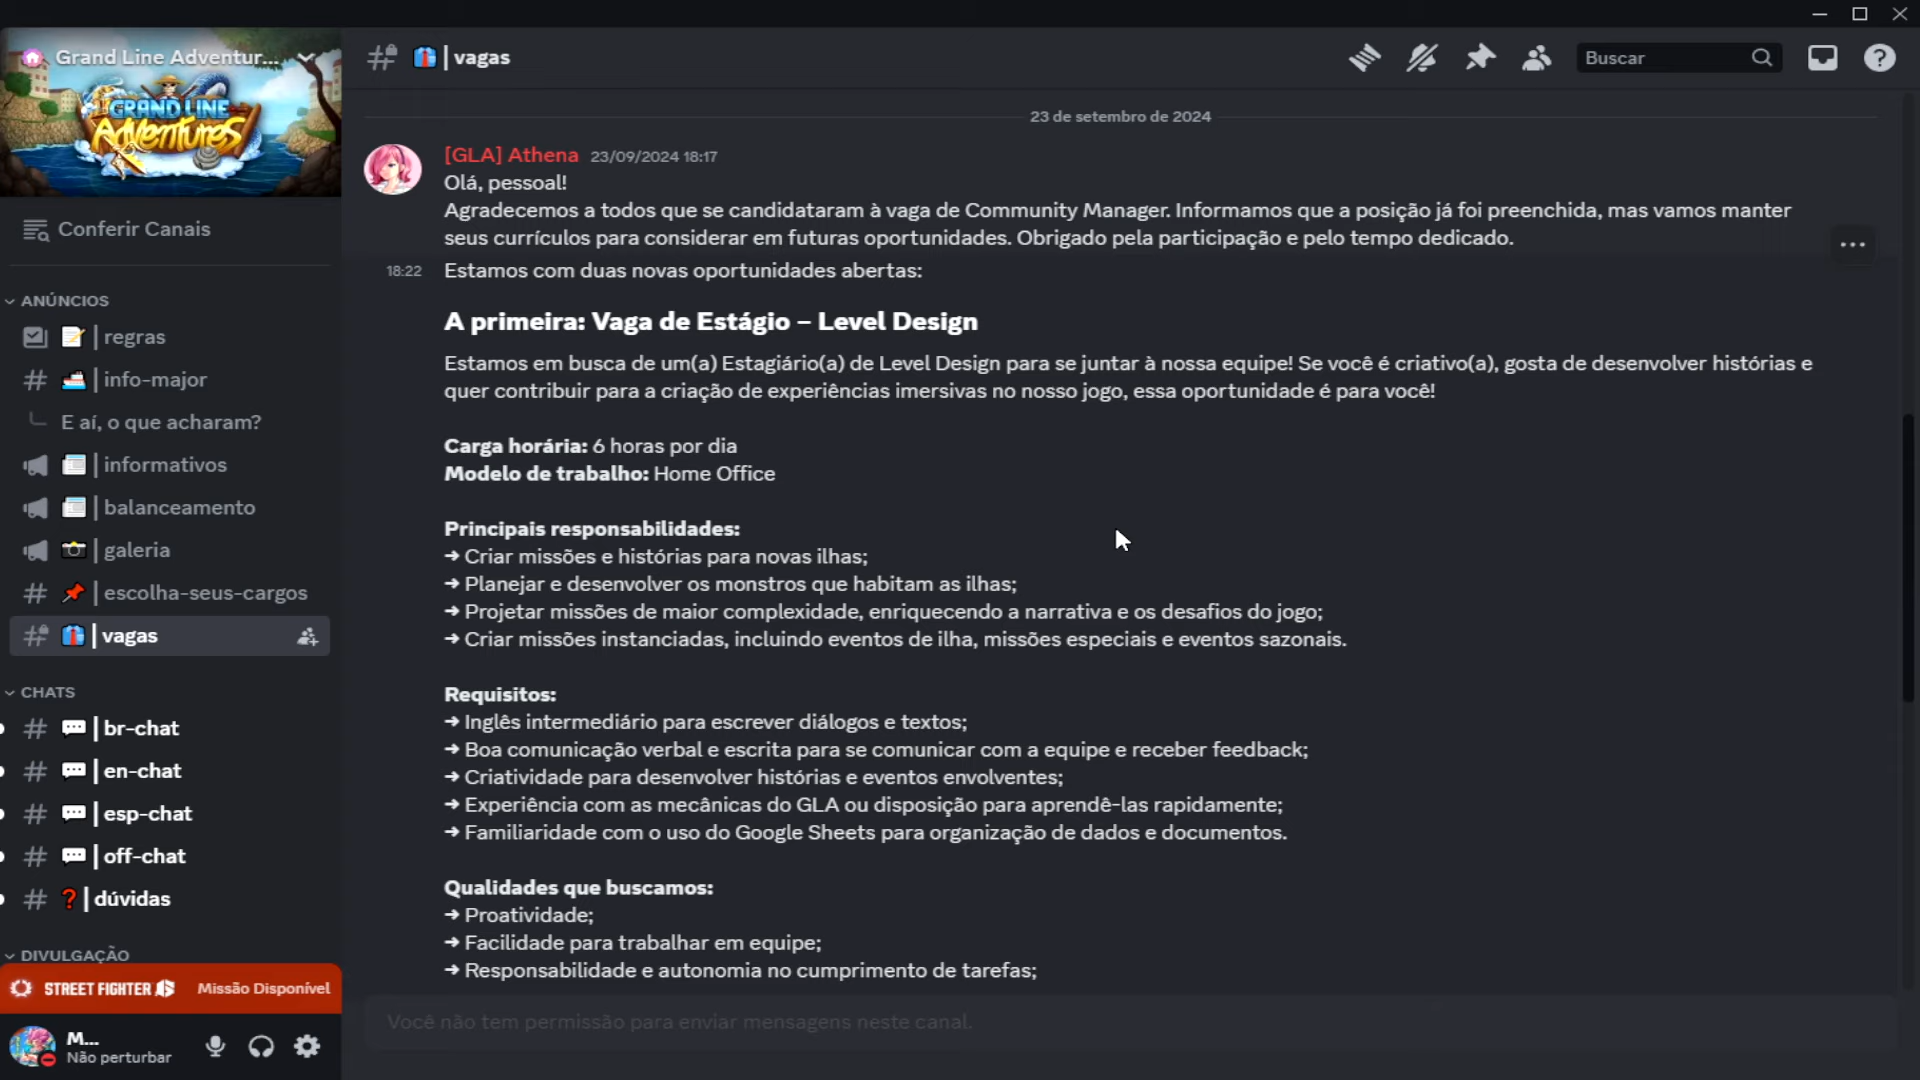 Grand Line Adventur...
GRAND LINE
Adventures
Conferir Canais
ANÚNCIOS
| regras
| info-major
E aí, o que acharam?
| informativos
| balanceamento
| galeria
| escolha-seus-cargos
| vagas
CHATS
| br-chat
| en-chat
| esp-chat
| off-chat
| dúvidas
DIVULGAÇÃO
STREET FIGHTER 6 Missão Disponível
M...
Não perturbar
| vagas
Buscar
23 de setembro de 2024
[GLA] Athena 23/09/2024 18:17
Olá, pessoal!
Agradecemos a todos que se candidataram à vaga de Community Manager. Informamos que a posição já foi preenchida, mas vamos manter
seus currículos para considerar em futuras oportunidades. Obrigado pela participação e pelo tempo dedicado.
18:22 Estamos com duas novas oportunidades abertas:
A primeira: Vaga de Estágio – Level Design
Estamos em busca de um(a) Estagiário(a) de Level Design para se juntar à nossa equipe! Se você é criativo(a), gosta de desenvolver histórias e
quer contribuir para a criação de experiências imersivas no nosso jogo, essa oportunidade é para você!
Carga horária: 6 horas por dia
Modelo de trabalho: Home Office
Principais responsabilidades:
➜ Criar missões e histórias para novas ilhas;
➜ Planejar e desenvolver os monstros que habitam as ilhas;
➜ Projetar missões de maior complexidade, enriquecendo a narrativa e os desafios do jogo;
➜ Criar missões instanciadas, incluindo eventos de ilha, missões especiais e eventos sazonais.
Requisitos:
➜ Inglês intermediário para escrever diálogos e textos;
➜ Boa comunicação verbal e escrita para se comunicar com a equipe e receber feedback;
➜ Criatividade para desenvolver histórias e eventos envolventes;
➜ Experiência com as mecânicas do GLA ou disposição para aprendê-las rapidamente;
➜ Familiaridade com o uso do Google Sheets para organização de dados e documentos.
Qualidades que buscamos:
➜ Proatividade;
➜ Facilidade para trabalhar em equipe;
➜ Responsabilidade e autonomia no cumprimento de tarefas;
Você não tem permissão para enviar mensagens neste canal.